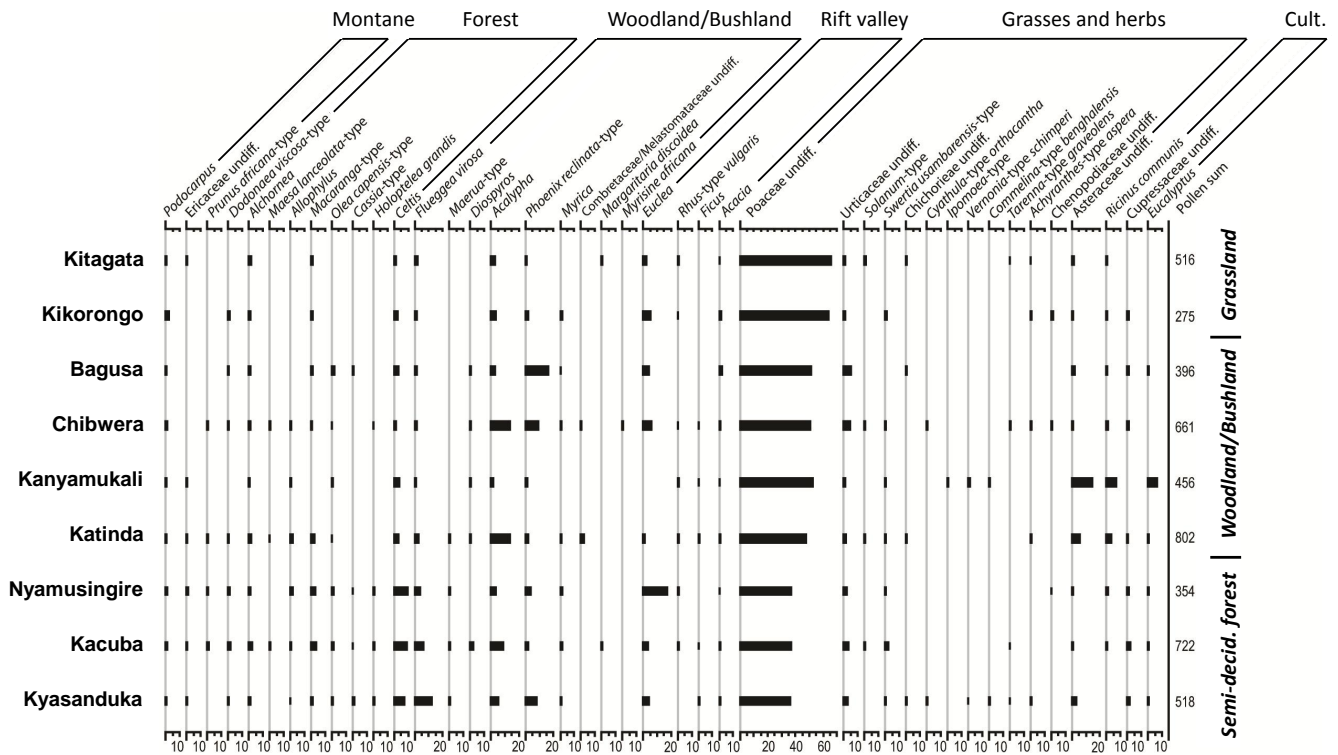 Montane Forest Woodland/Bushland Rift valley Grasses and herbs Cult.
Podocarpus
Ericaceae undiff.
Prunus africana-type
Dodonaea viscosa-type
Alchornea
Maesa lanceolata-type
Allophylus
Macaranga-type
Olea capensis-type
Cassia-type
Holoptelea grandis
Celtis
Flueggea virosa
Maerua-type
Diospyros
Acalypha
Phoenix reclinata-type
Myrica
Combretaceae/Melastomataceae undiff.
Margaritaria discoidea
Myrsine africana
Euclea
Rhus-type vulgaris
Ficus
Acacia
Poaceae undiff.
Urticaceae undiff.
Solanum-type
Swertia usambarensis-type
Chichorieae undiff.
Cyathula-type orthacantha
Ipomoea-type
Vernonia-type schimperi
Commelina-type benghalensis
Tarenna-type graveolens
Achyranthes-type aspera
Chenopodiaceae undiff.
Asteraceae undiff.
Ricinus communis
Cupressaceae undiff.
Eucalyptus
Pollen sum
Kitagata 516
Kikorongo 275
Bagusa 396
Chibwera 661
Kanyamukali 456
Katinda 802
Nyamusingire 354
Kacuba 722
Kyasanduka 518
Grassland
Woodland/Bushland
Semi-decid. forest
10 10 10 10 10 10 10 10 10 10 10 10 20 10 10 20 20 10 10 10 10 20 10 10 10 20 40 60 10 10 10 10 10 10 10 10 10 10 10 20 10 10 10